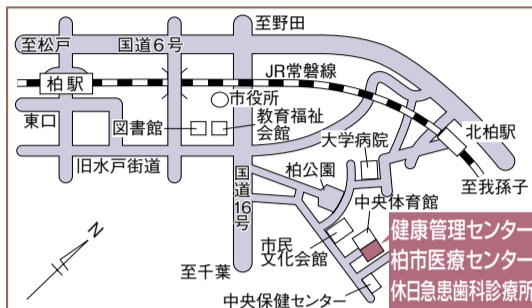 至野田
至松戸
国道6号
JR常磐線
柏駅
市役所
東口
図書館
教育福祉
会館
大学病院
北柏駅
旧水戸街道
国道16号
柏公園
至我孫子
中央体育館
市民
文化会館
健康管理センター
柏市医療センター
休日急患歯科診療所
至千葉
中央保健センター
N